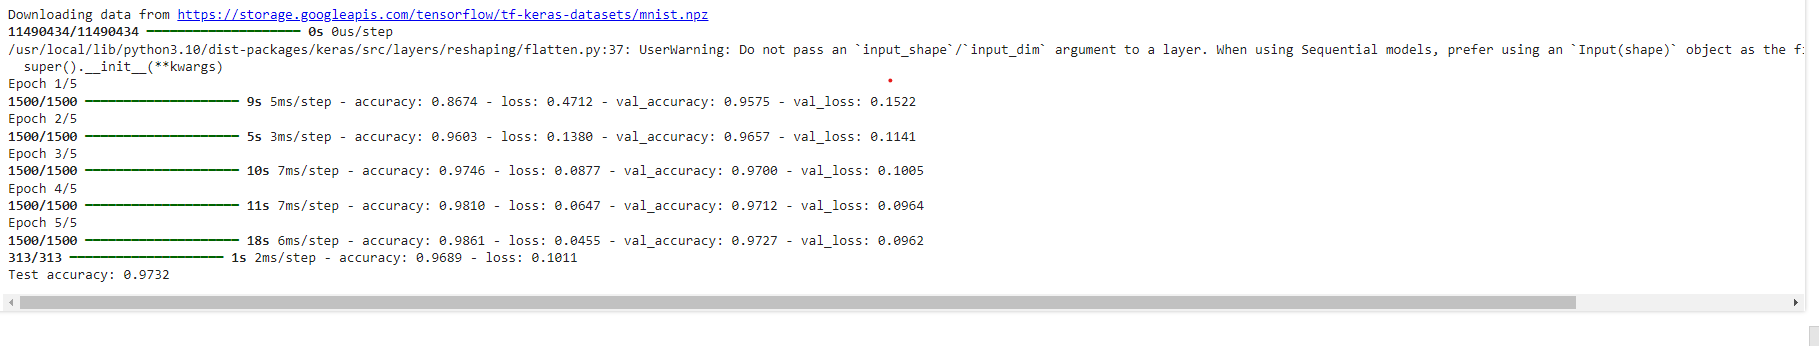 Downloading data from https://storage.googleapis.com/tensorflow/tf-keras-datasets/mnist.npz
11490434/11490434 ━━━━━━━━━━━━━━━━━━━━ 0s 0us/step
/usr/local/lib/python3.10/dist-packages/keras/src/layers/reshaping/flatten.py:37: UserWarning: Do not pass an `input_shape`/`input_dim` argument to a layer. When using Sequential models, prefer using an `Input(shape)` object as the
super().__init__(**kwargs)
Epoch 1/5
1500/1500 ━━━━━━━━━━━━━━━━━━━━ 9s 5ms/step - accuracy: 0.8674 - loss: 0.4712 - val_accuracy: 0.9575 - val_loss: 0.1522
Epoch 2/5
1500/1500 ━━━━━━━━━━━━━━━━━━━━ 5s 3ms/step - accuracy: 0.9603 - loss: 0.1380 - val_accuracy: 0.9657 - val_loss: 0.1141
Epoch 3/5
1500/1500 ━━━━━━━━━━━━━━━━━━━━ 10s 7ms/step - accuracy: 0.9746 - loss: 0.0877 - val_accuracy: 0.9700 - val_loss: 0.1005
Epoch 4/5
1500/1500 ━━━━━━━━━━━━━━━━━━━━ 11s 7ms/step - accuracy: 0.9810 - loss: 0.0647 - val_accuracy: 0.9712 - val_loss: 0.0964
Epoch 5/5
1500/1500 ━━━━━━━━━━━━━━━━━━━━ 18s 6ms/step - accuracy: 0.9861 - loss: 0.0455 - val_accuracy: 0.9727 - val_loss: 0.0962
313/313 ━━━━━━━━━━━━━━━━━━━━ 1s 2ms/step - accuracy: 0.9689 - loss: 0.1011
Test accuracy: 0.9732